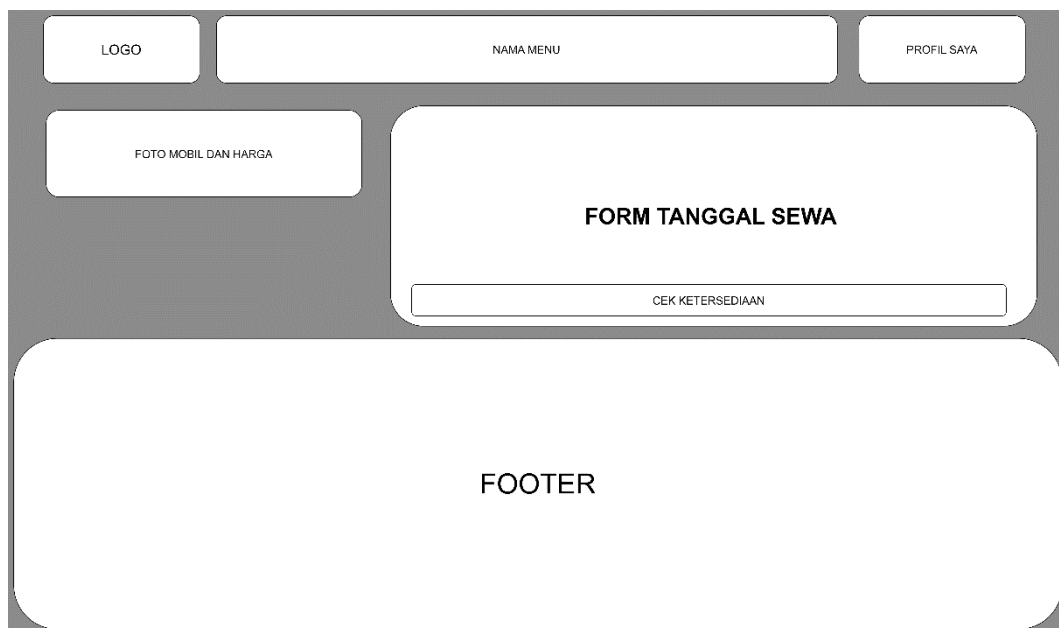 LOGO
NAMA MENU
PROFIL SAYA
FOTO MOBIL DAN HARGA
FORM TANGGAL SEWA
CEK KETERSEDIAAN
FOOTER